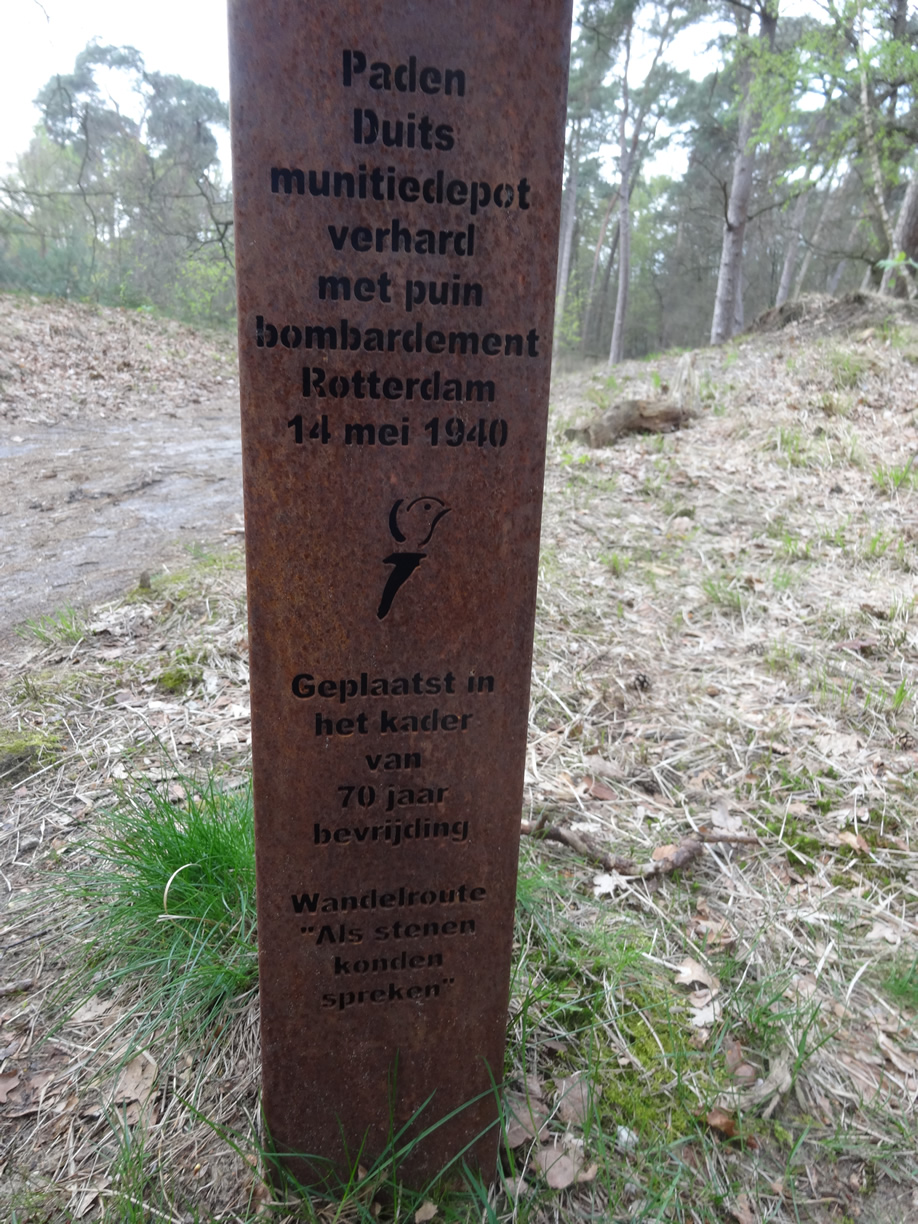 Paden
Duits
munitiedepot
verhard
met puin
bombardement
Rotterdam
14 mei 1940
Geplaatst in
het kader
van
70 jaar
bevrijding
Wandelroute
"Als stenen
konden
spreken"